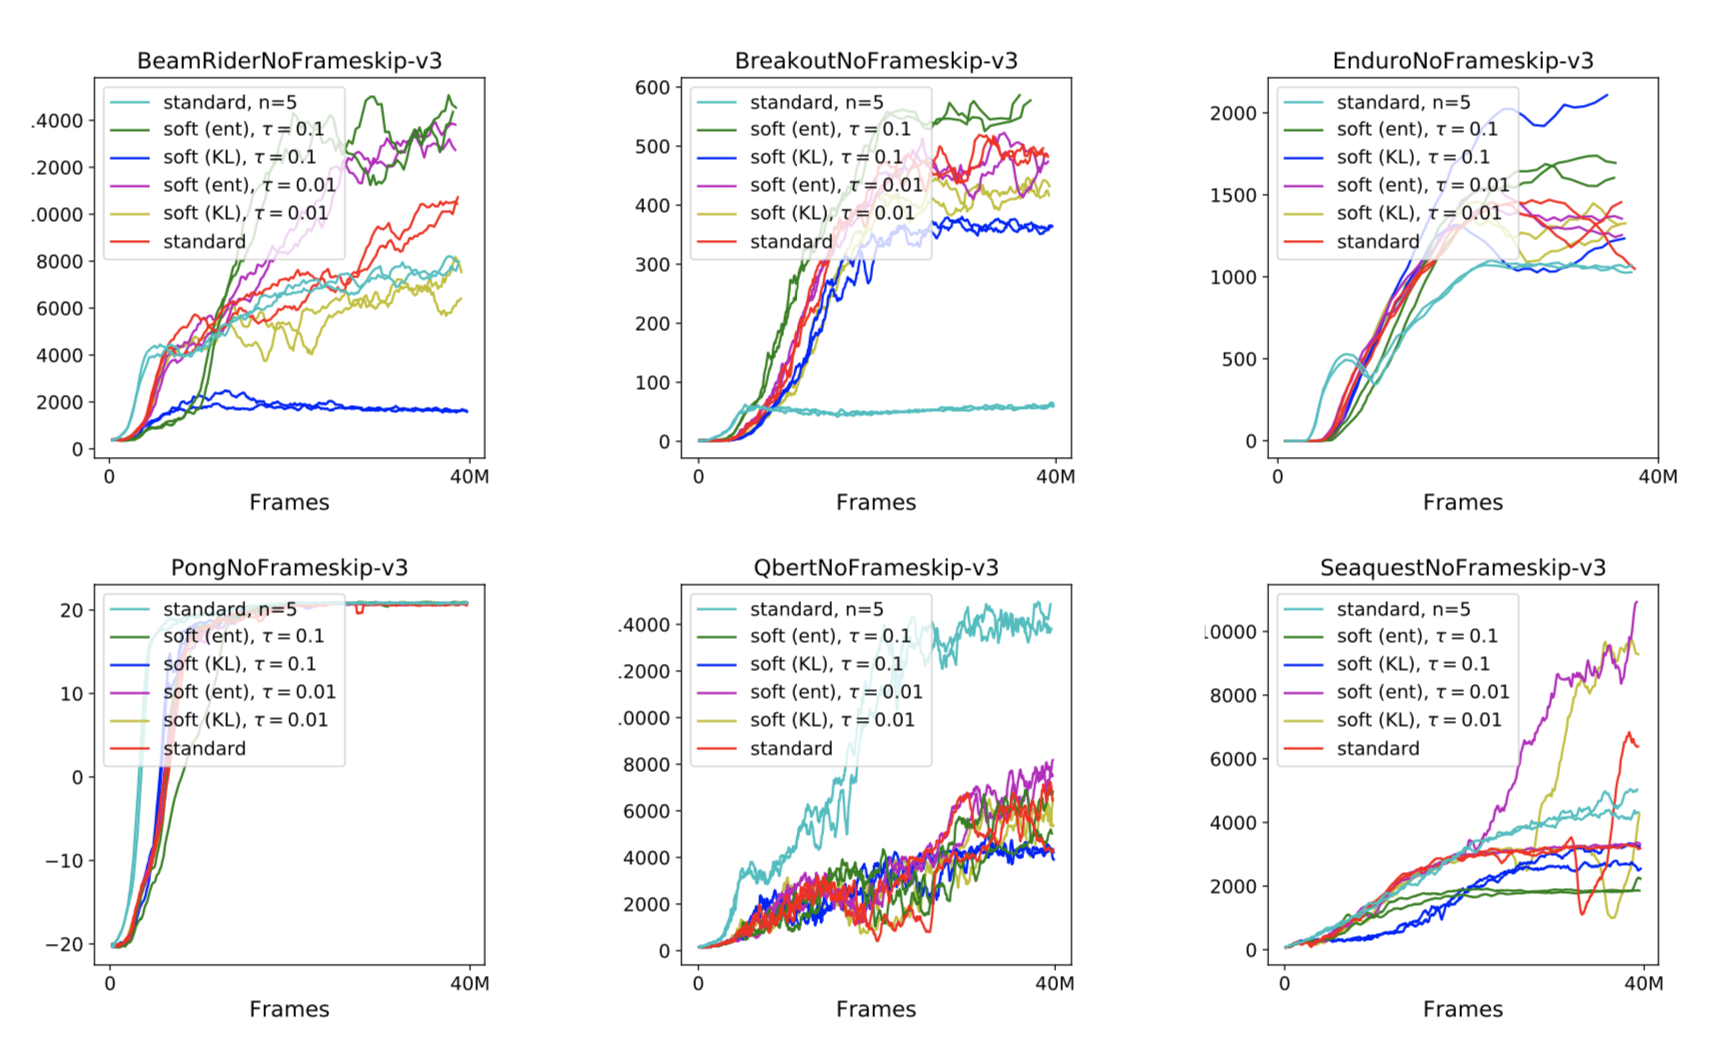 BeamRiderNoFrameskip-v3
.4000
.2000
.0000
8000
6000
4000
2000
0
standard, n=5
soft (ent), τ = 0.1
soft (KL), τ = 0.1
soft (ent), τ = 0.01
soft (KL), τ = 0.01
standard
0
40M
Frames
BreakoutNoFrameskip-v3
600
500
400
300
200
100
0
standard, n=5
soft (ent), τ = 0.1
soft (KL), τ = 0.1
soft (ent), τ = 0.01
soft (KL), τ = 0.01
standard
0
40M
Frames
EnduroNoFrameskip-v3
2000
1500
1000
500
0
standard, n=5
soft (ent), τ = 0.1
soft (KL), τ = 0.1
soft (ent), τ = 0.01
soft (KL), τ = 0.01
standard
0
40M
Frames
PongNoFrameskip-v3
20
10
0
−10
−20
standard, n=5
soft (ent), τ = 0.1
soft (KL), τ = 0.1
soft (ent), τ = 0.01
soft (KL), τ = 0.01
standard
0
40M
Frames
QbertNoFrameskip-v3
.4000
.2000
.0000
8000
6000
4000
2000
0
standard, n=5
soft (ent), τ = 0.1
soft (KL), τ = 0.1
soft (ent), τ = 0.01
soft (KL), τ = 0.01
standard
0
40M
Frames
SeaquestNoFrameskip-v3
10000
8000
6000
4000
2000
0
standard, n=5
soft (ent), τ = 0.1
soft (KL), τ = 0.1
soft (ent), τ = 0.01
soft (KL), τ = 0.01
standard
0
40M
Frames